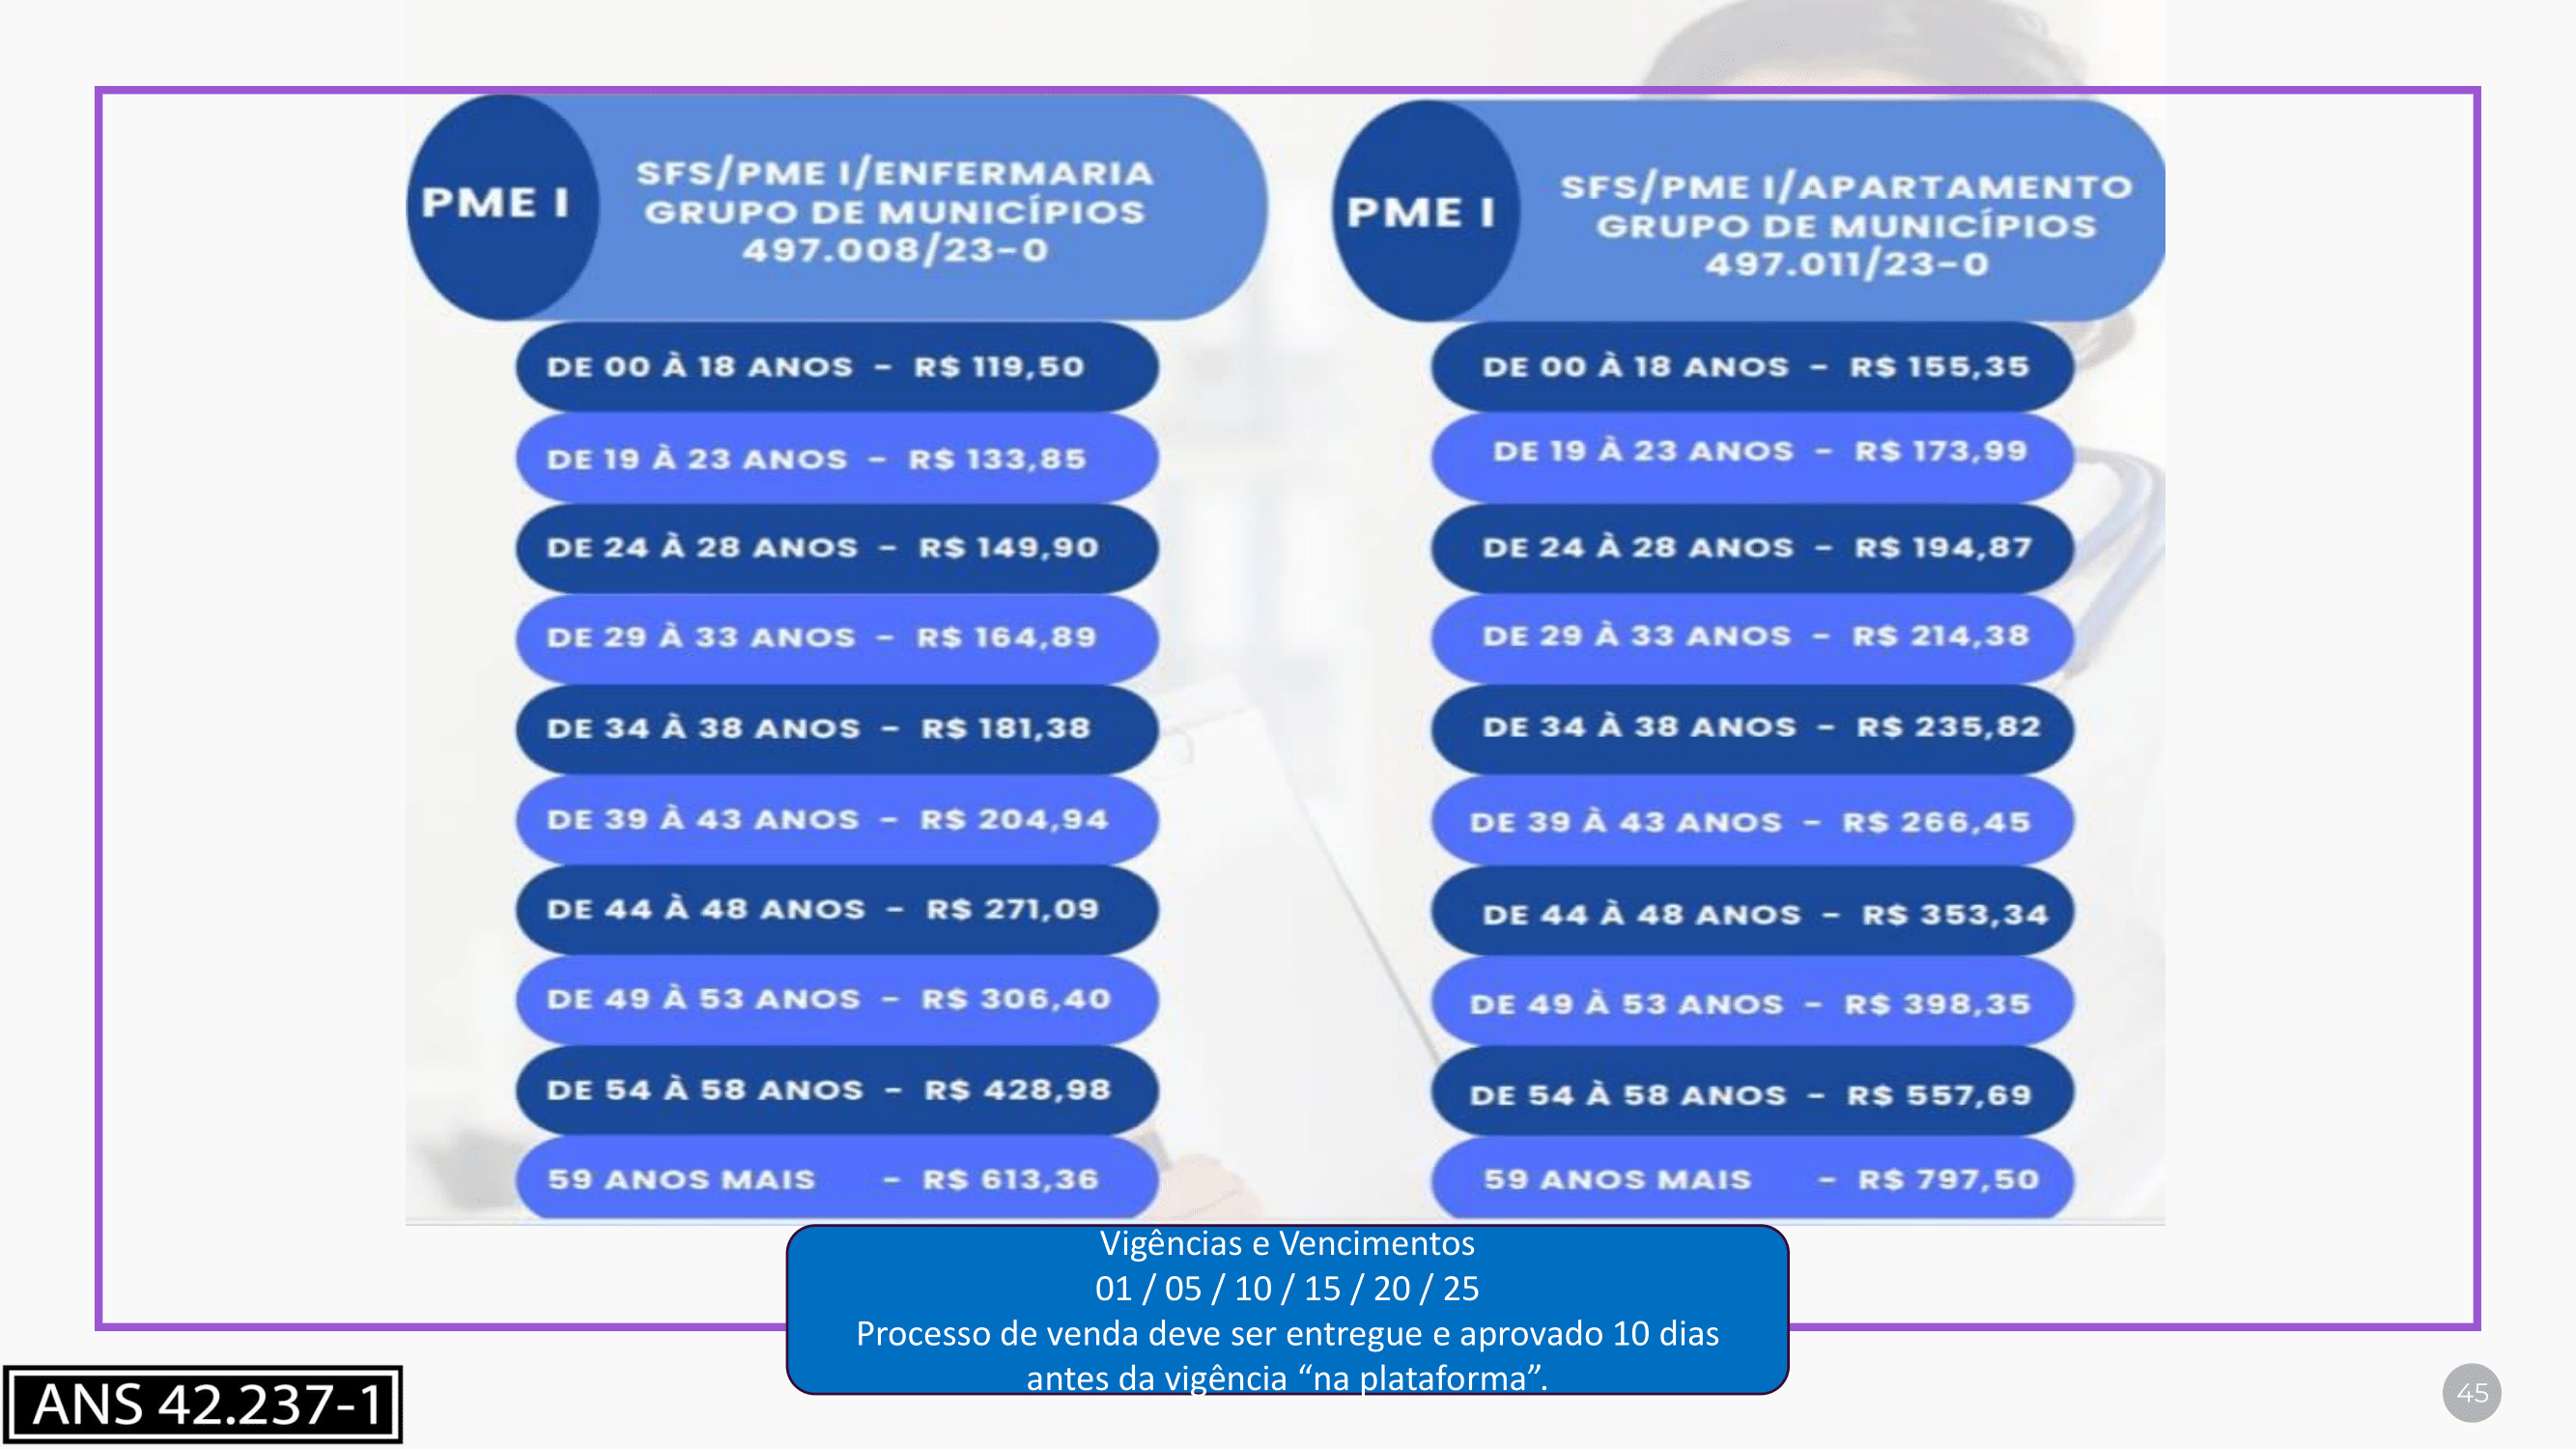 PME I
SFS/PME I/ENFERMARIA
GRUPO DE MUNICÍPIOS
497.008/23-0
DE 00 À 18 ANOS - R$ 119,50
DE 19 À 23 ANOS - R$ 133,85
DE 24 À 28 ANOS - R$ 149,90
DE 29 À 33 ANOS - R$ 164,89
DE 34 À 38 ANOS - R$ 181,38
DE 39 À 43 ANOS - R$ 204,94
DE 44 À 48 ANOS - R$ 271,09
DE 49 À 53 ANOS - R$ 306,40
DE 54 À 58 ANOS - R$ 428,98
59 ANOS MAIS - R$ 613,36
PME I
SFS/PME I/APARTAMENTO
GRUPO DE MUNICÍPIOS
497.011/23-0
DE 00 À 18 ANOS - R$ 155,35
DE 19 À 23 ANOS - R$ 173,99
DE 24 À 28 ANOS - R$ 194,87
DE 29 À 33 ANOS - R$ 214,38
DE 34 À 38 ANOS - R$ 235,82
DE 39 À 43 ANOS - R$ 266,45
DE 44 À 48 ANOS - R$ 353,34
DE 49 À 53 ANOS - R$ 398,35
DE 54 À 58 ANOS - R$ 557,69
59 ANOS MAIS - R$ 797,50
Vigências e Vencimentos
01 / 05 / 10 / 15 / 20 / 25
Processo de venda deve ser entregue e aprovado 10 dias
antes da vigência “na plataforma”.
ANS 42.237-1
45